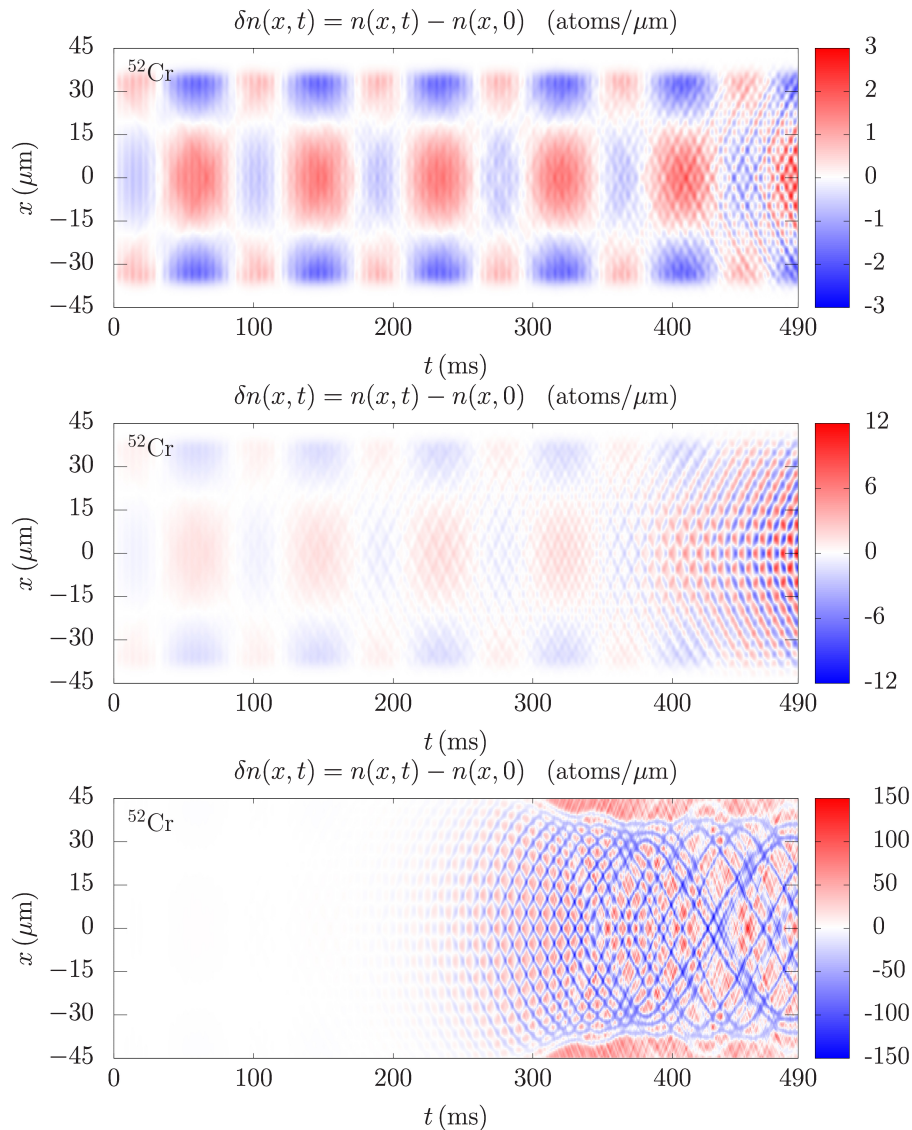 δn(x, t) = n(x, t) − n(x, 0) (atoms/μm)
45
30
15
0
−15
−30
−45
x (μm)
⁵²Cr
3
2
1
0
-1
-2
-3
0 100 200 300 400 490
t (ms)
δn(x, t) = n(x, t) − n(x, 0) (atoms/μm)
45
30
15
0
−15
−30
−45
x (μm)
⁵²Cr
12
6
0
-6
-12
0 100 200 300 400 490
t (ms)
δn(x, t) = n(x, t) − n(x, 0) (atoms/μm)
45
30
15
0
−15
−30
−45
x (μm)
⁵²Cr
150
100
50
0
-50
-100
-150
0 100 200 300 400 490
t (ms)